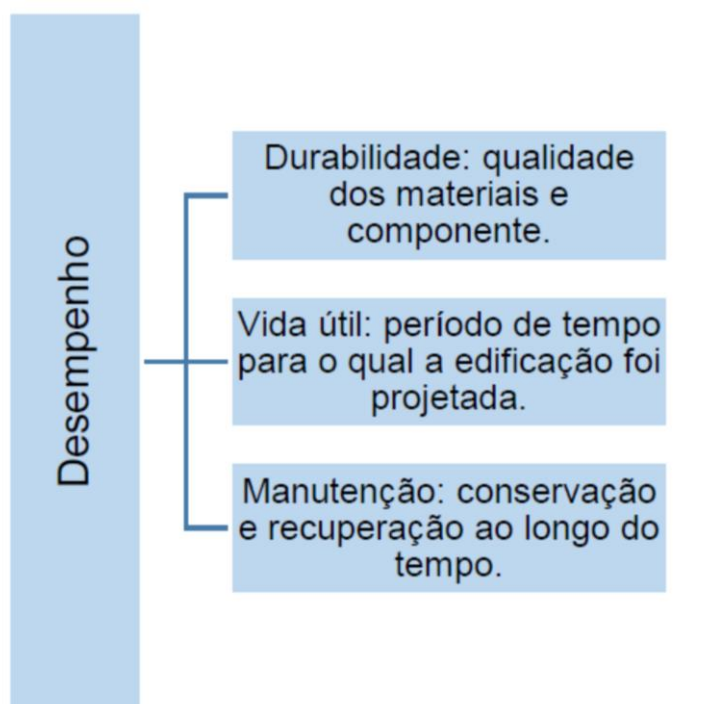 Desempenho
Durabilidade: qualidade
dos materiais e
componente.
Vida útil: período de tempo
para o qual a edificação foi
projetada.
Manutenção: conservação
e recuperação ao longo do
tempo.